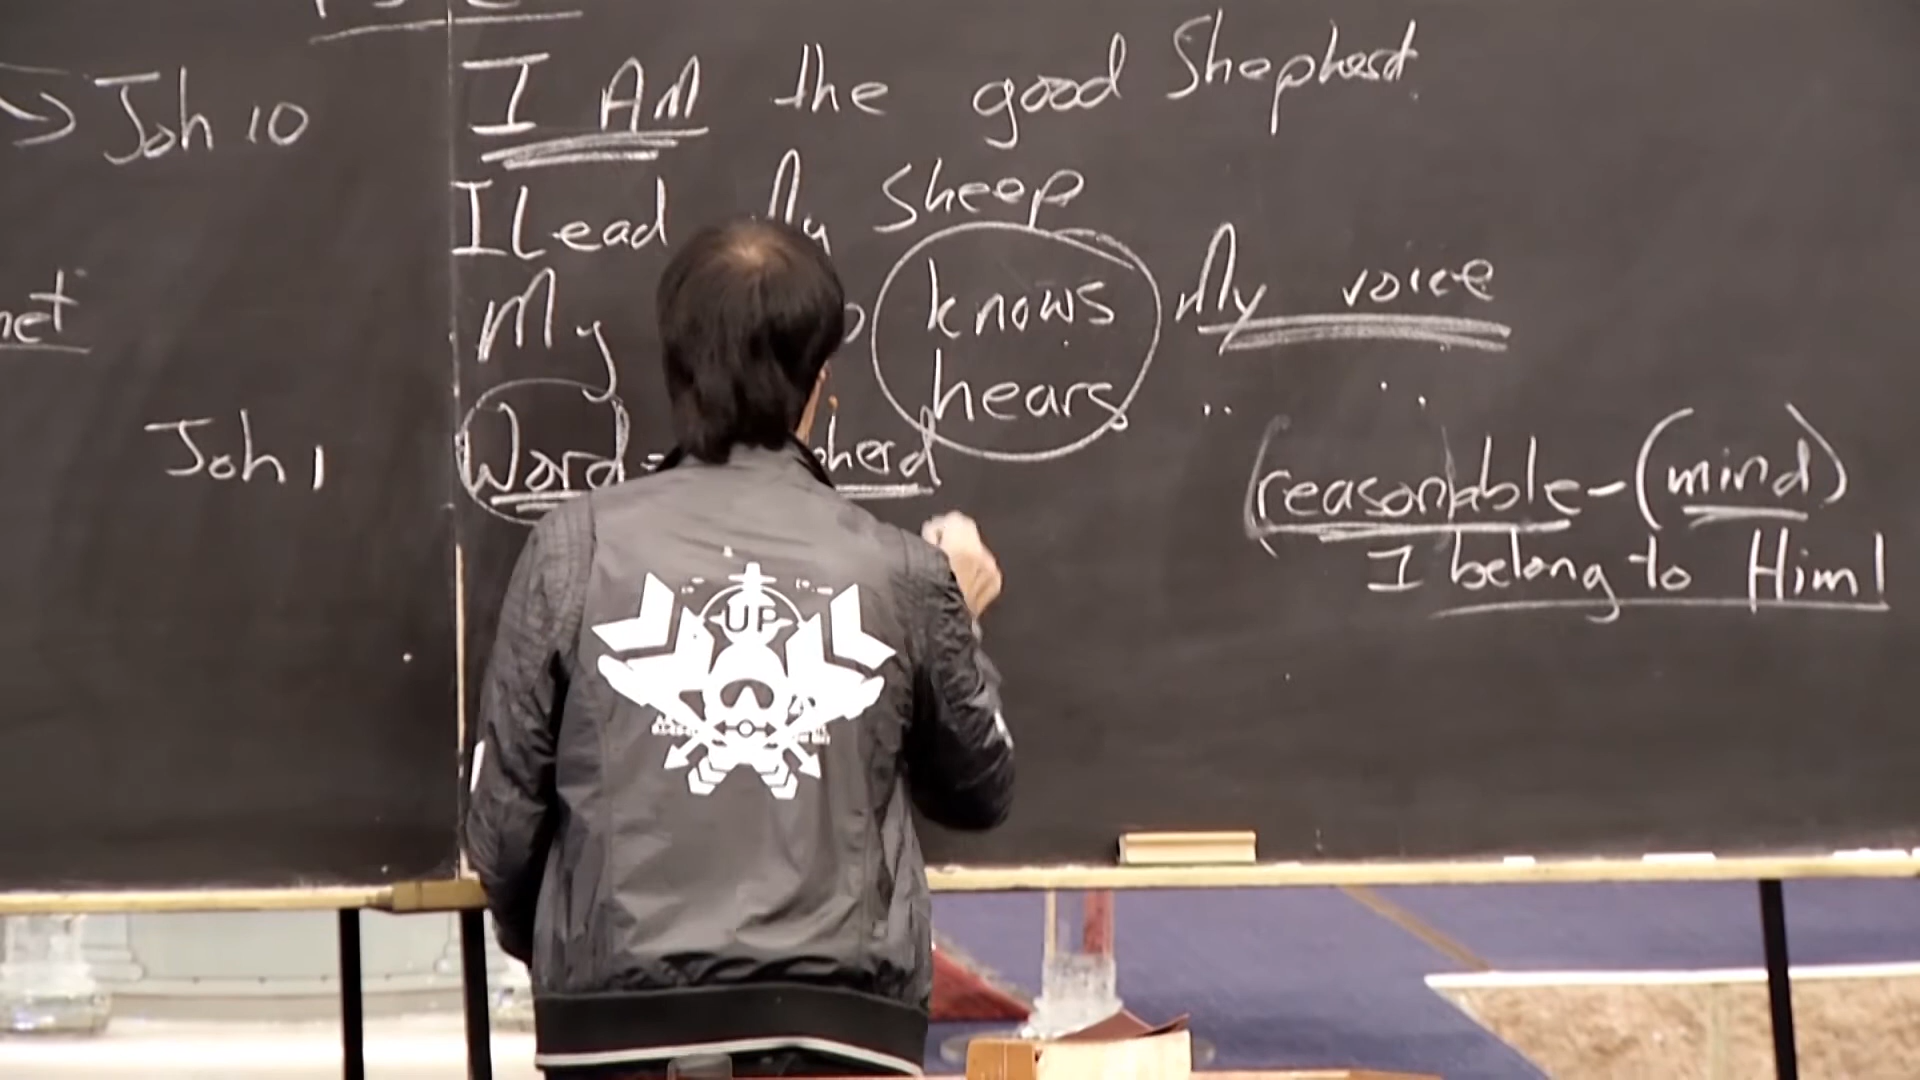 Joh 10 I AM the good Shepherd.
I Lead My Sheep
My knows My voice
hears
Joh 1 Word = herd
(reasonable - (mind)
I belong to Him!
UP